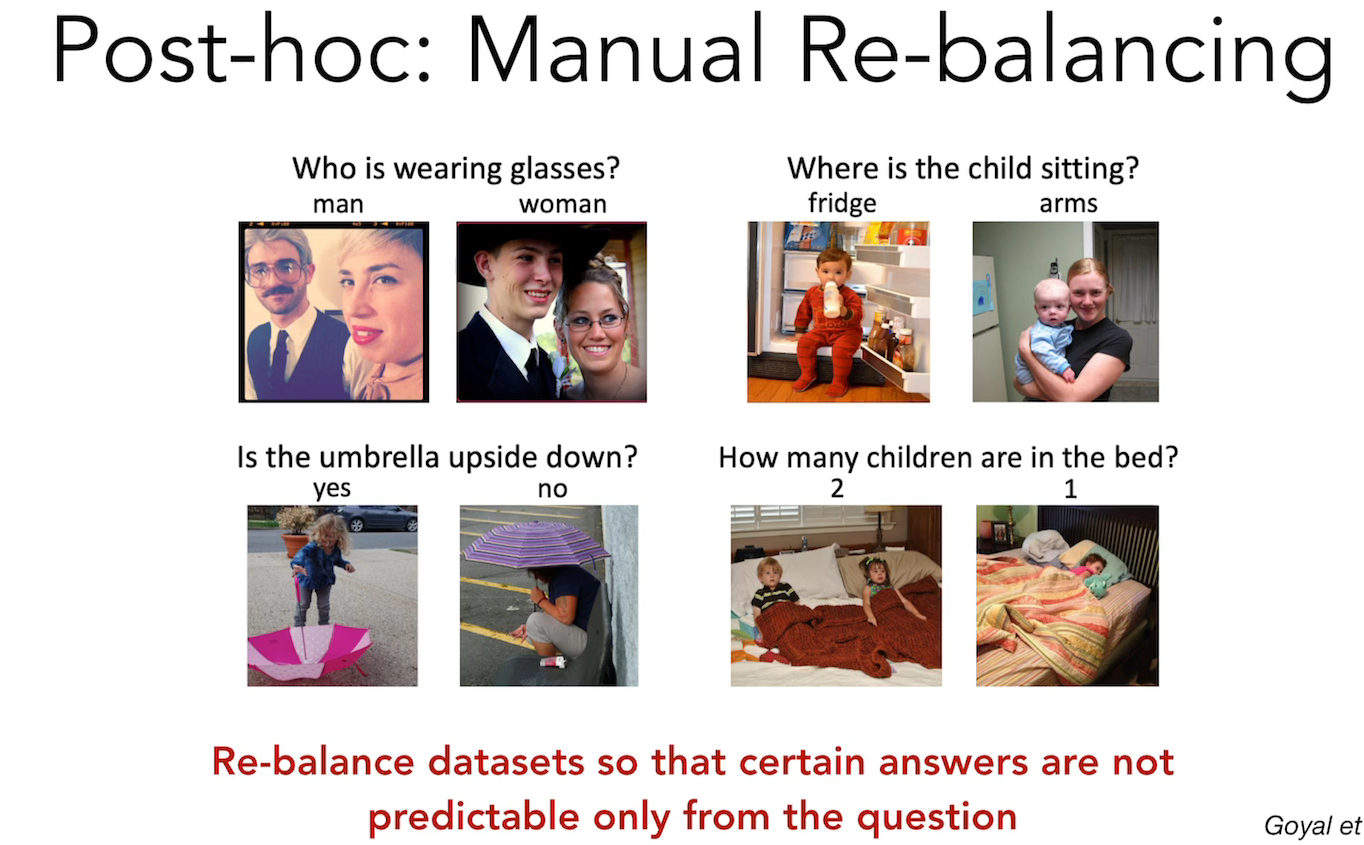 Post-hoc: Manual Re-balancing
Who is wearing glasses?
man
woman
Where is the child sitting?
fridge
arms
Is the umbrella upside down?
yes
no
How many children are in the bed?
2
1
Re-balance datasets so that certain answers are not
predictable only from the question
Goyal et